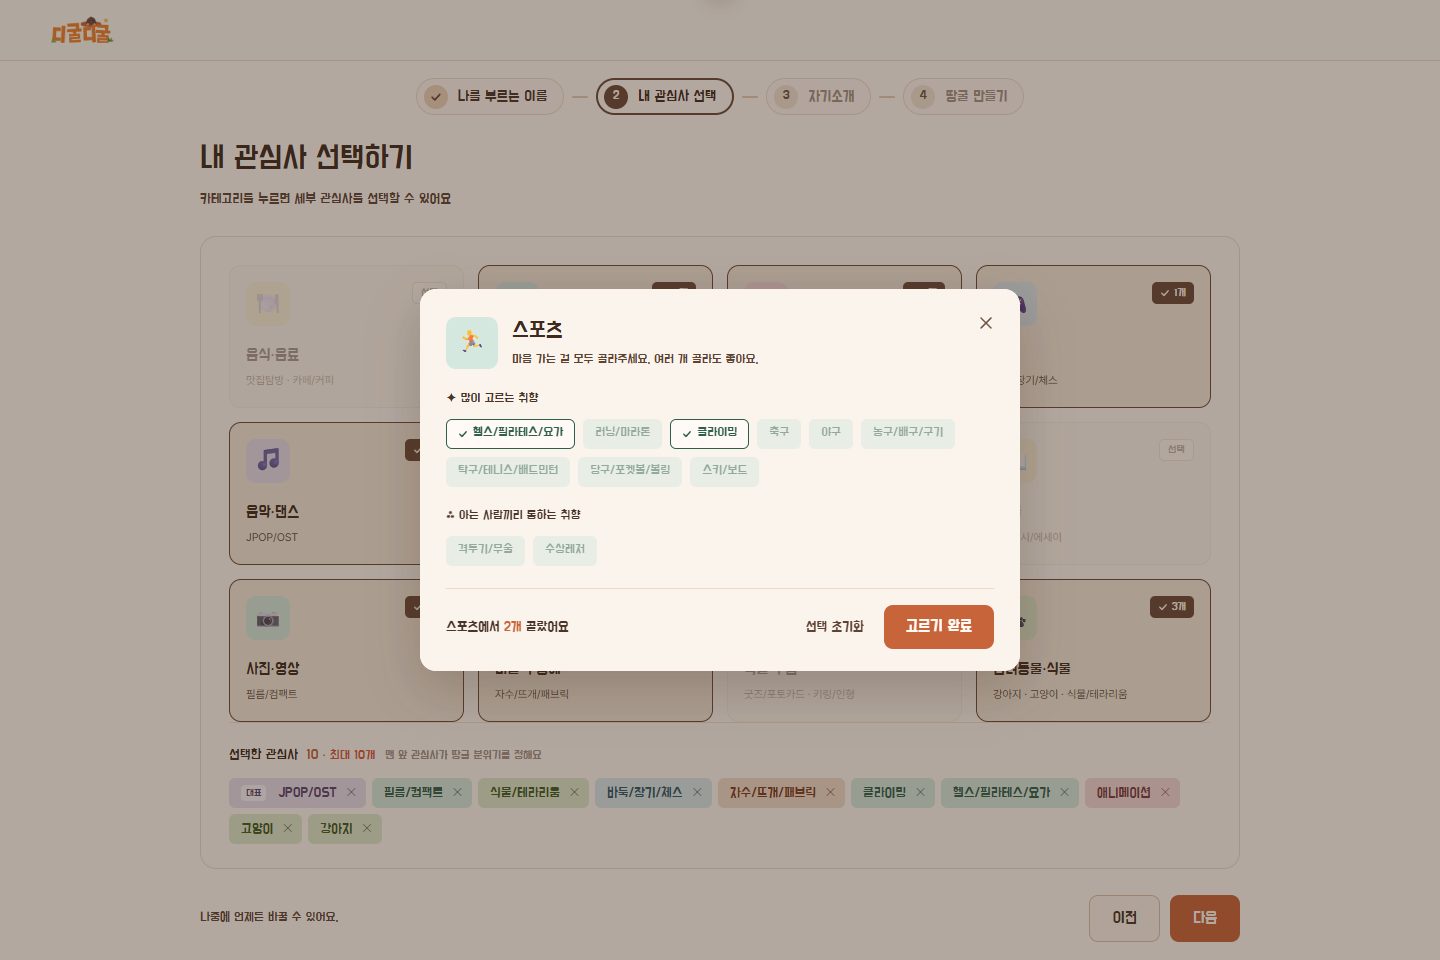 디굴디굴
나를 부르는 이름
2 내 관심사 선택
3 자기소개
4 땅굴 만들기
내 관심사 선택하기
카테고리를 누르면 세부 관심사를 선택할 수 있어요
음식·음료
맛집탐방 · 카페/커피
1개
장기/체스
스포츠
마음 가는 걸 모두 골라주세요. 여러 개 골라도 좋아요.
많이 고르는 취향
헬스/필라테스/요가 러닝/마라톤 클라이밍 축구 야구 농구/배구/구기
탁구/테니스/배드민턴 당구/포켓볼/볼링 스키/보드
아는 사람끼리 통하는 취향
격투기/무술 수상레저
스포츠에서 2개 골랐어요
선택 초기화
고르기 완료
음악·댄스
JPOP/OST
선택
시/에세이
사진·영상
필름/컴팩트
자수/뜨개/패브릭
굿즈/포토카드 · 키링/인형
3개
동물·식물
강아지 · 고양이 · 식물/테라리움
선택한 관심사 10 · 최대 10개 맨 앞 관심사가 땅굴 분위기를 정해요
대표 JPOP/OST 필름/컴팩트 식물/테라리움 바둑/장기/체스 자수/뜨개/패브릭 클라이밍 헬스/필라테스/요가 애니메이션
고양이 강아지
나중에 언제든 바꿀 수 있어요.
이전
다음